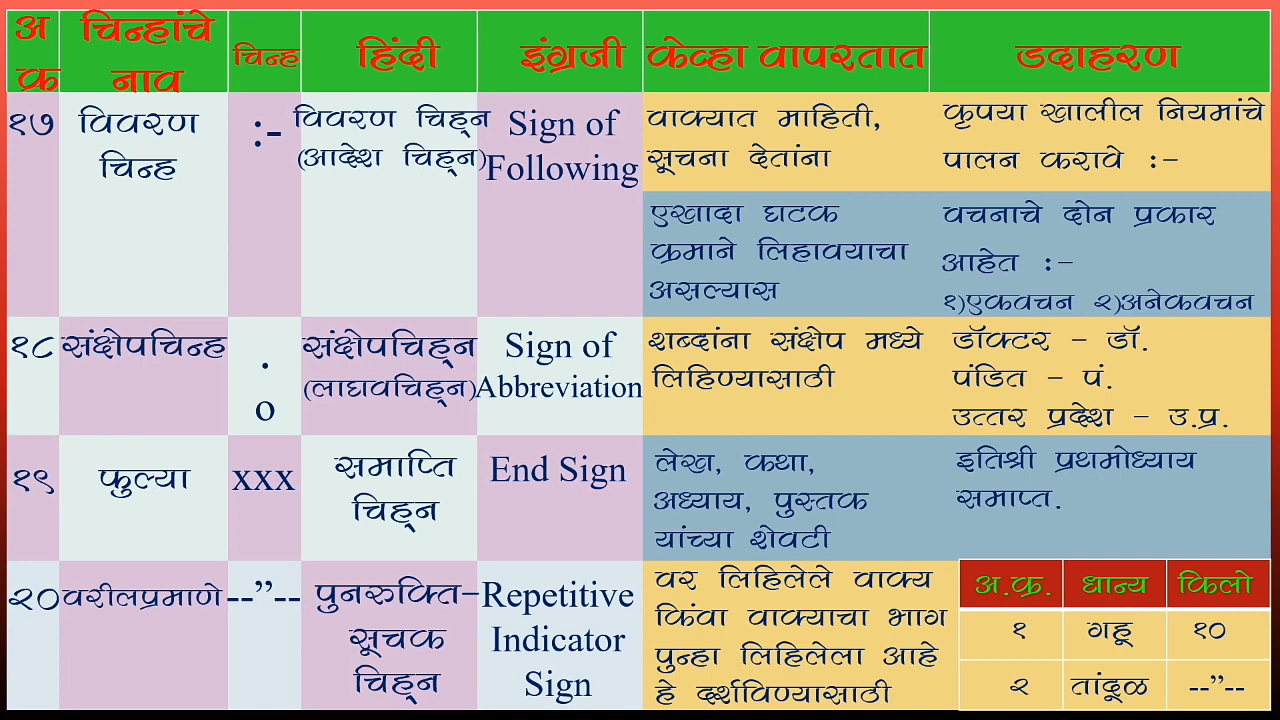 अ
क्र
चिन्हांचे
नाव
चिन्ह
हिंदी
इंग्रजी
केव्हा वापरतात
उदाहरण
१७
विवरण
चिन्ह
:-
विवरण चिह्न
(आदेश चिह्न)
Sign of
Following
वाक्यात माहिती,
सूचना देतांना
कृपया खालील नियमांचे
पालन करावे :-
एखादा घटक
क्रमाने लिहावयाचा
असल्यास
वचनाचे दोन प्रकार
आहेत :-
१)एकवचन २)अनेकवचन
१८
संक्षेपचिन्ह
.
o
संक्षेपचिह्न
(लाघवचिह्न)
Sign of
Abbreviation
शब्दांना संक्षेप मध्ये
लिहिण्यासाठी
डॉक्टर - डॉ.
पंडित - पं.
उत्तर प्रदेश - उ.प्र.
१९
फुल्या
xxx
समाप्ति
चिह्न
End Sign
लेख, कथा,
अध्याय, पुस्तक
यांच्या शेवटी
इतिश्री प्रथमोध्याय
समाप्त.
२०
वरीलप्रमाणे
--”--
पुनरुक्ति-
सूचक
चिह्न
Repetitive
Indicator
Sign
वर लिहिलेले वाक्य
किंवा वाक्याचा भाग
पुन्हा लिहिलेला आहे
हे दर्शविण्यासाठी
अ.क्र. धान्य किलो
१ गहू १०
२ तांदूळ --”--